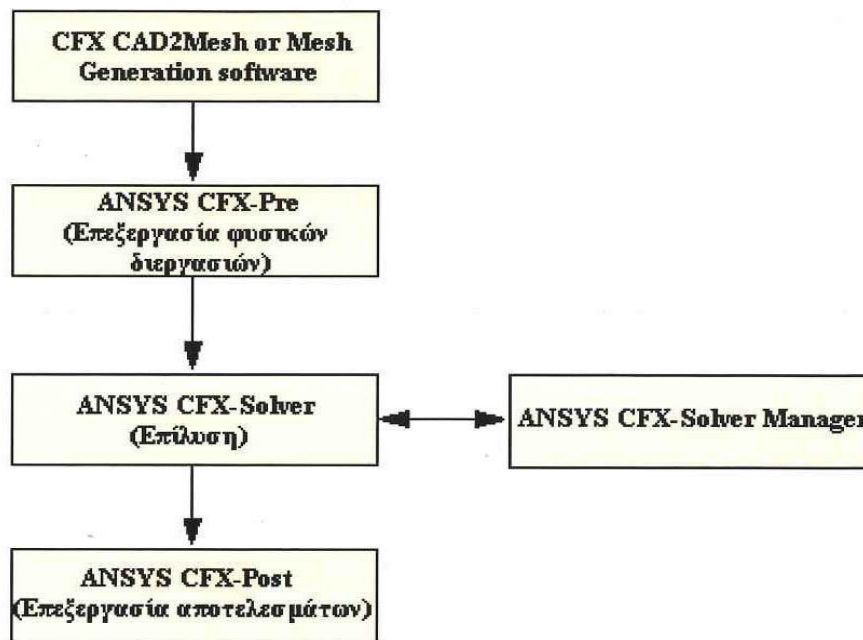 CFX CAD2Mesh or Mesh
Generation software
ANSYS CFX-Pre
(Επεξεργασία φυσικών
διεργασιών)
ANSYS CFX-Solver
(Επίλυση)
ANSYS CFX-Solver Manager
ANSYS CFX-Post
(Επεξεργασία αποτελεσμάτων)